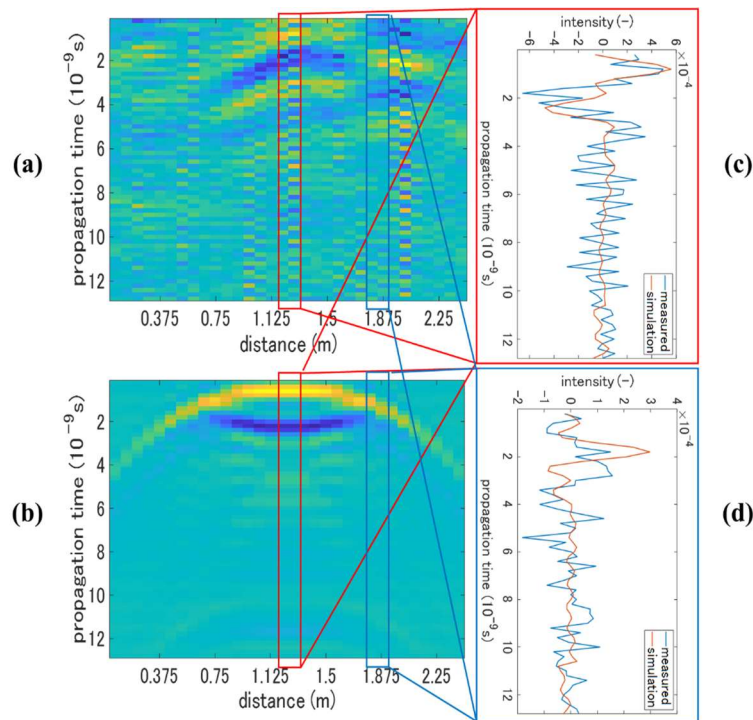 (a)
propagation time (10⁻⁹s)
2
4
6
8
10
12
0.375 0.75 1.125 1.5 1.875 2.25
distance (m)
(b)
propagation time (10⁻⁹s)
2
4
6
8
10
12
0.375 0.75 1.125 1.5 1.875 2.25
distance (m)
(c)
intensity (-)
-6 -4 -2 0 2 4 6
×10⁻⁴
propagation time (10⁻⁹s)
2
4
6
8
10
12
measured
simulation
(d)
intensity (-)
-2 -1 0 1 2 3 4
×10⁻⁴
propagation time (10⁻⁹s)
2
4
6
8
10
12
measured
simulation